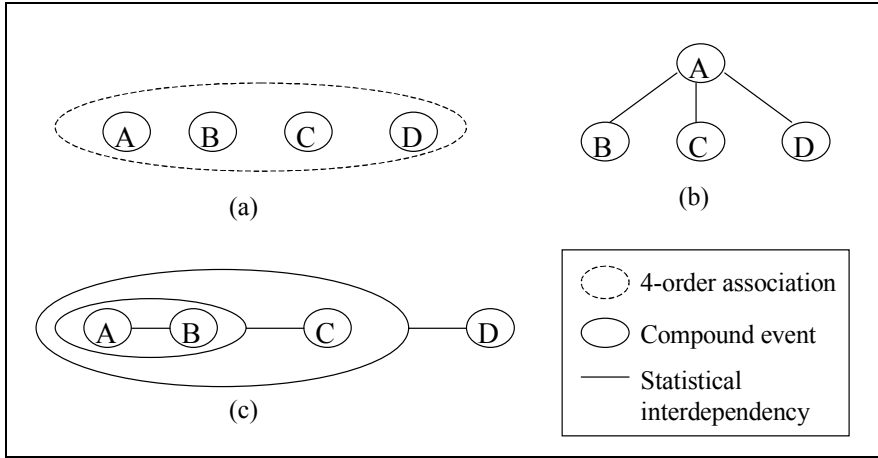 A B C D
(a)
A
B C D
(b)
A B C D
(c)
4-order association
Compound event
Statistical
interdependency